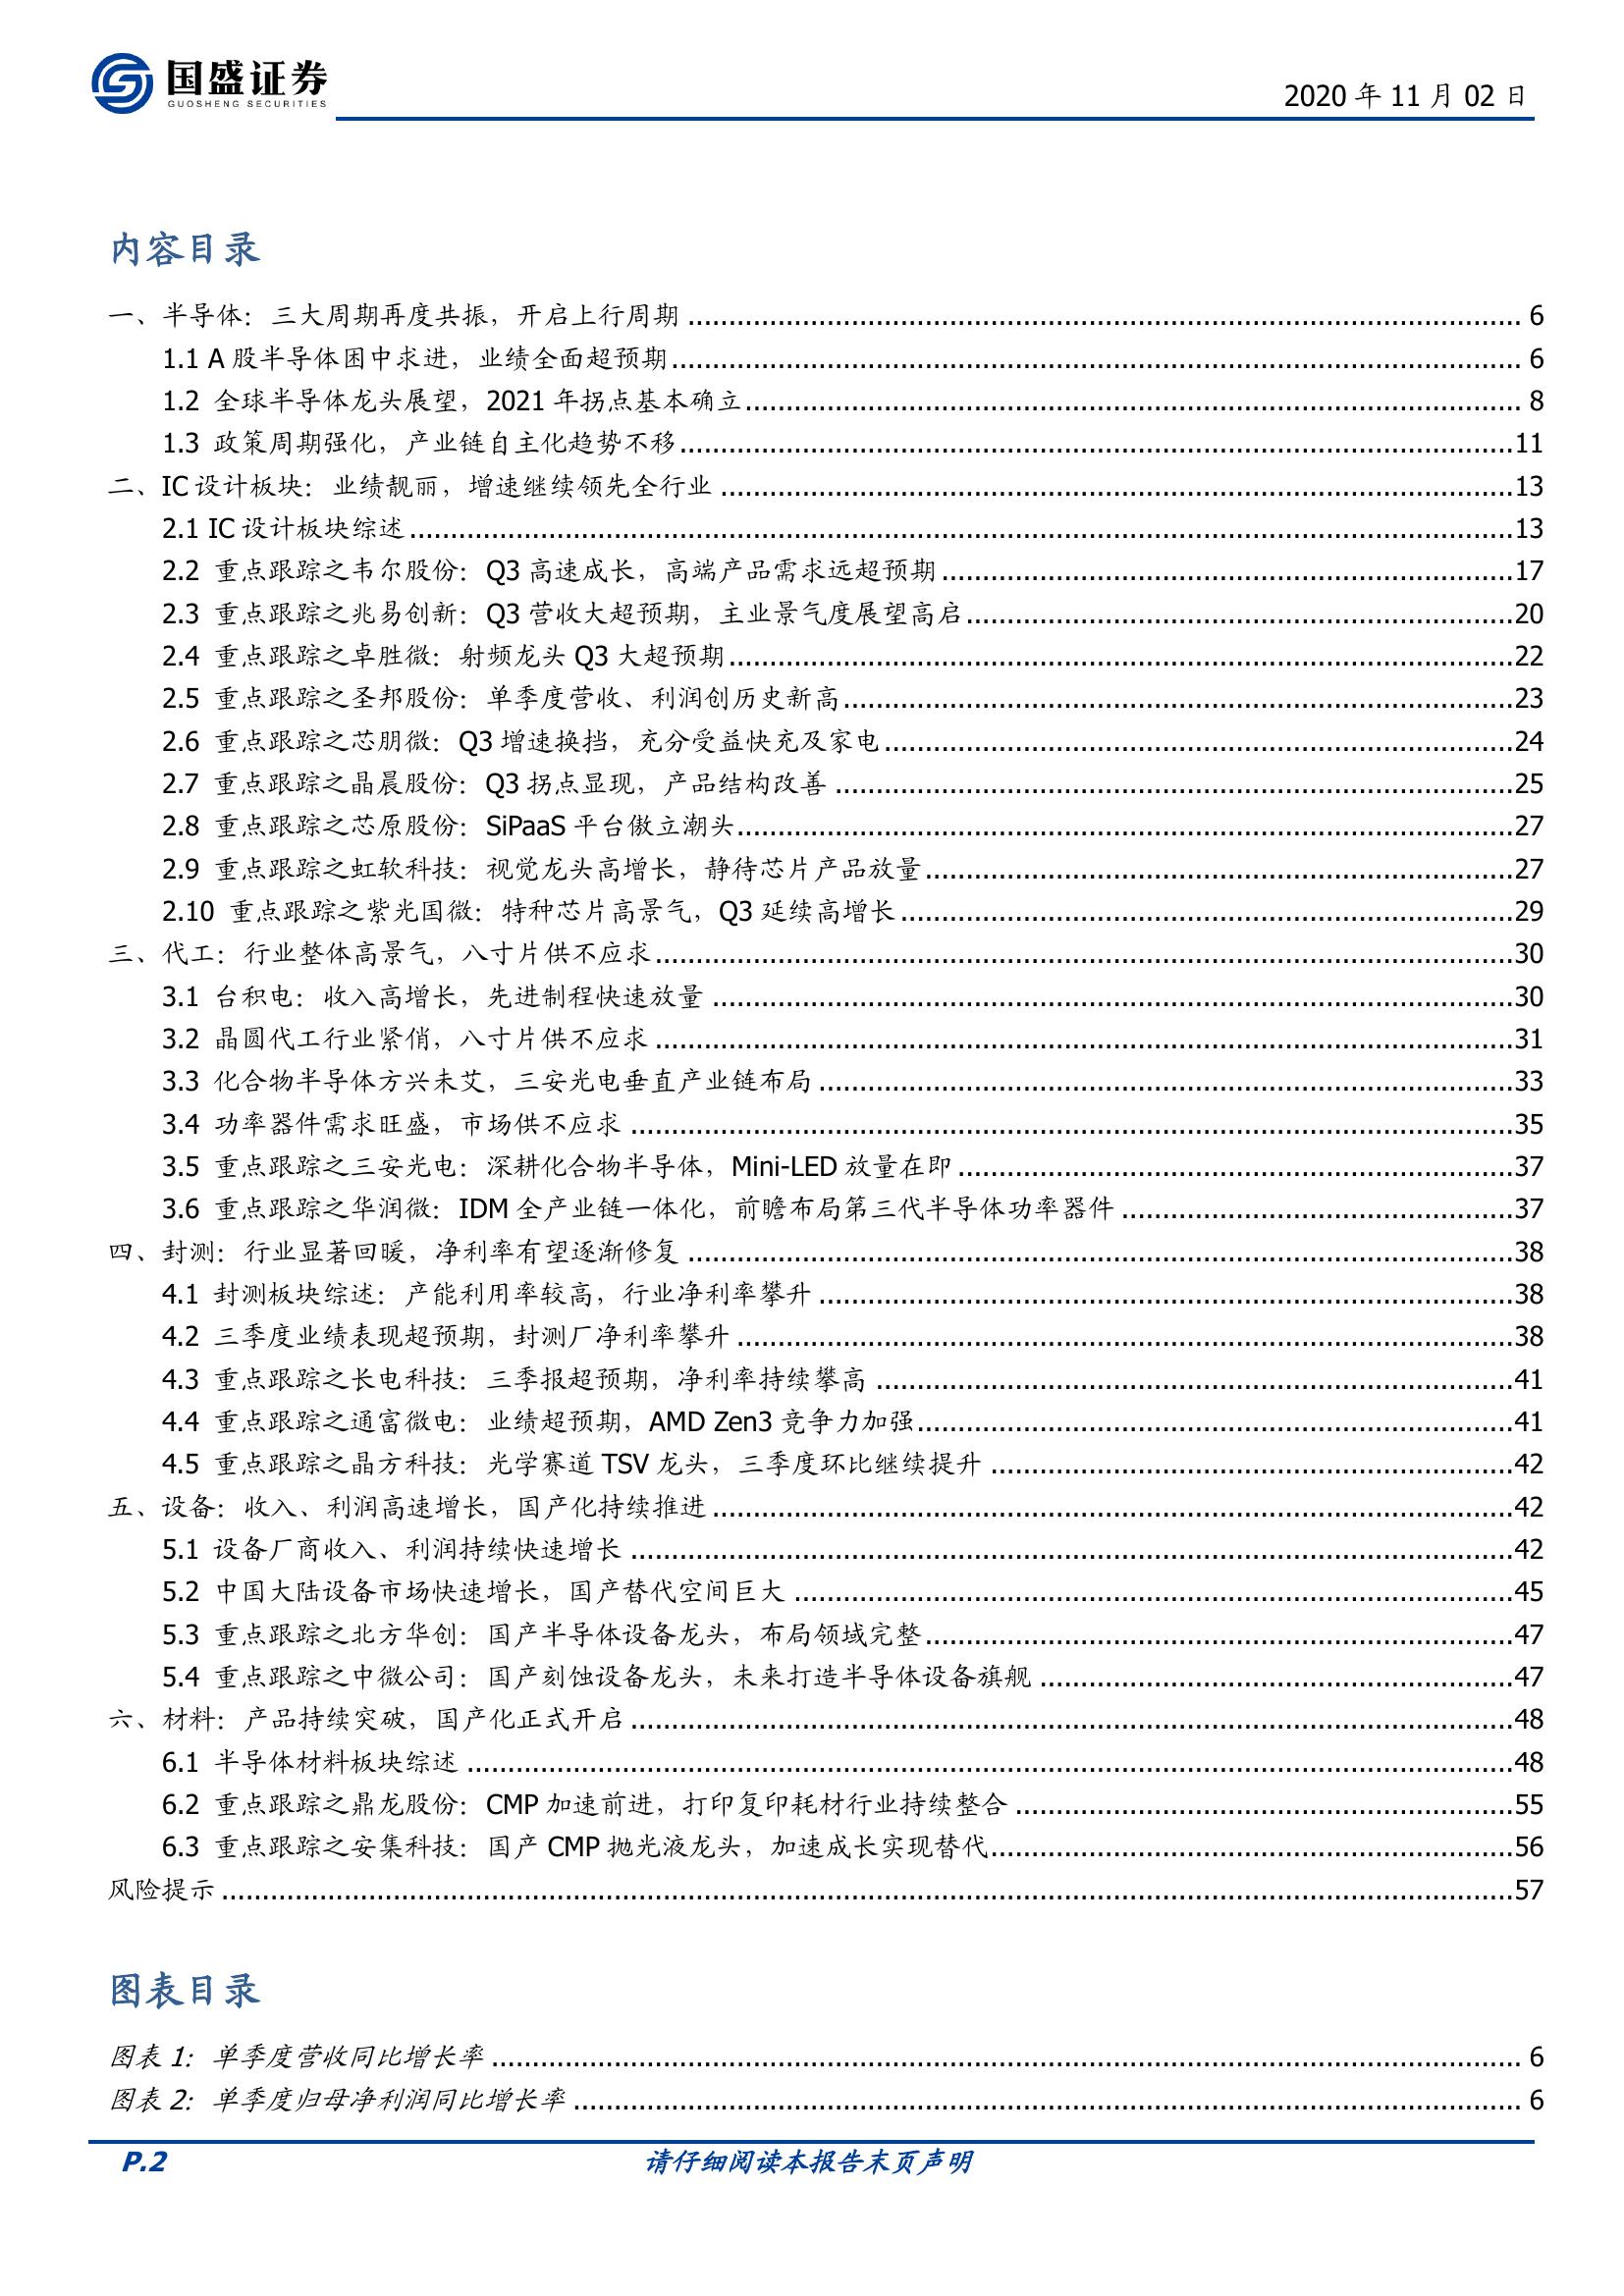 国盛证券
GUOSHENG SECURITIES
2020 年 11 月 02 日
内容目录
一、半导体：三大周期再度共振，开启上行周期 6
1.1 A 股半导体困中求进，业绩全面超预期 6
1.2 全球半导体龙头展望，2021 年拐点基本确立 8
1.3 政策周期强化，产业链自主化趋势不移 11
二、IC 设计板块：业绩靓丽，增速继续领先全行业 13
2.1 IC 设计板块综述 13
2.2 重点跟踪之韦尔股份：Q3 高速成长，高端产品需求远超预期 17
2.3 重点跟踪之兆易创新：Q3 营收大超预期，主业景气度展望高启 20
2.4 重点跟踪之卓胜微：射频龙头 Q3 大超预期 22
2.5 重点跟踪之圣邦股份：单季度营收、利润创历史新高 23
2.6 重点跟踪之芯朋微：Q3 增速换挡，充分受益快充及家电 24
2.7 重点跟踪之晶晨股份：Q3 拐点显现，产品结构改善 25
2.8 重点跟踪之芯原股份：SiPaaS 平台傲立潮头 27
2.9 重点跟踪之虹软科技：视觉龙头高增长，静待芯片产品放量 27
2.10 重点跟踪之紫光国微：特种芯片高景气，Q3 延续高增长 29
三、代工：行业整体高景气，八寸片供不应求 30
3.1 台积电：收入高增长，先进制程快速放量 30
3.2 晶圆代工行业紧俏，八寸片供不应求 31
3.3 化合物半导体方兴未艾，三安光电垂直产业链布局 33
3.4 功率器件需求旺盛，市场供不应求 35
3.5 重点跟踪之三安光电：深耕化合物半导体，Mini-LED 放量在即 37
3.6 重点跟踪之华润微：IDM 全产业链一体化，前瞻布局第三代半导体功率器件 37
四、封测：行业显著回暖，净利率有望逐渐修复 38
4.1 封测板块综述：产能利用率较高，行业净利率攀升 38
4.2 三季度业绩表现超预期，封测厂净利率攀升 38
4.3 重点跟踪之长电科技：三季报超预期，净利率持续攀高 41
4.4 重点跟踪之通富微电：业绩超预期，AMD Zen3 竞争力加强 41
4.5 重点跟踪之晶方科技：光学赛道 TSV 龙头，三季度环比继续提升 42
五、设备：收入、利润高速增长，国产化持续推进 42
5.1 设备厂商收入、利润持续快速增长 42
5.2 中国大陆设备市场快速增长，国产替代空间巨大 45
5.3 重点跟踪之北方华创：国产半导体设备龙头，布局领域完整 47
5.4 重点跟踪之中微公司：国产刻蚀设备龙头，未来打造半导体设备旗舰 47
六、材料：产品持续突破，国产化正式开启 48
6.1 半导体材料板块综述 48
6.2 重点跟踪之鼎龙股份：CMP 加速前进，打印复印耗材行业持续整合 55
6.3 重点跟踪之安集科技：国产 CMP 抛光液龙头，加速成长实现替代 56
风险提示 57
图表目录
图表 1：单季度营收同比增长率 6
图表 2：单季度归母净利润同比增长率 6
P.2
请仔细阅读本报告末页声明